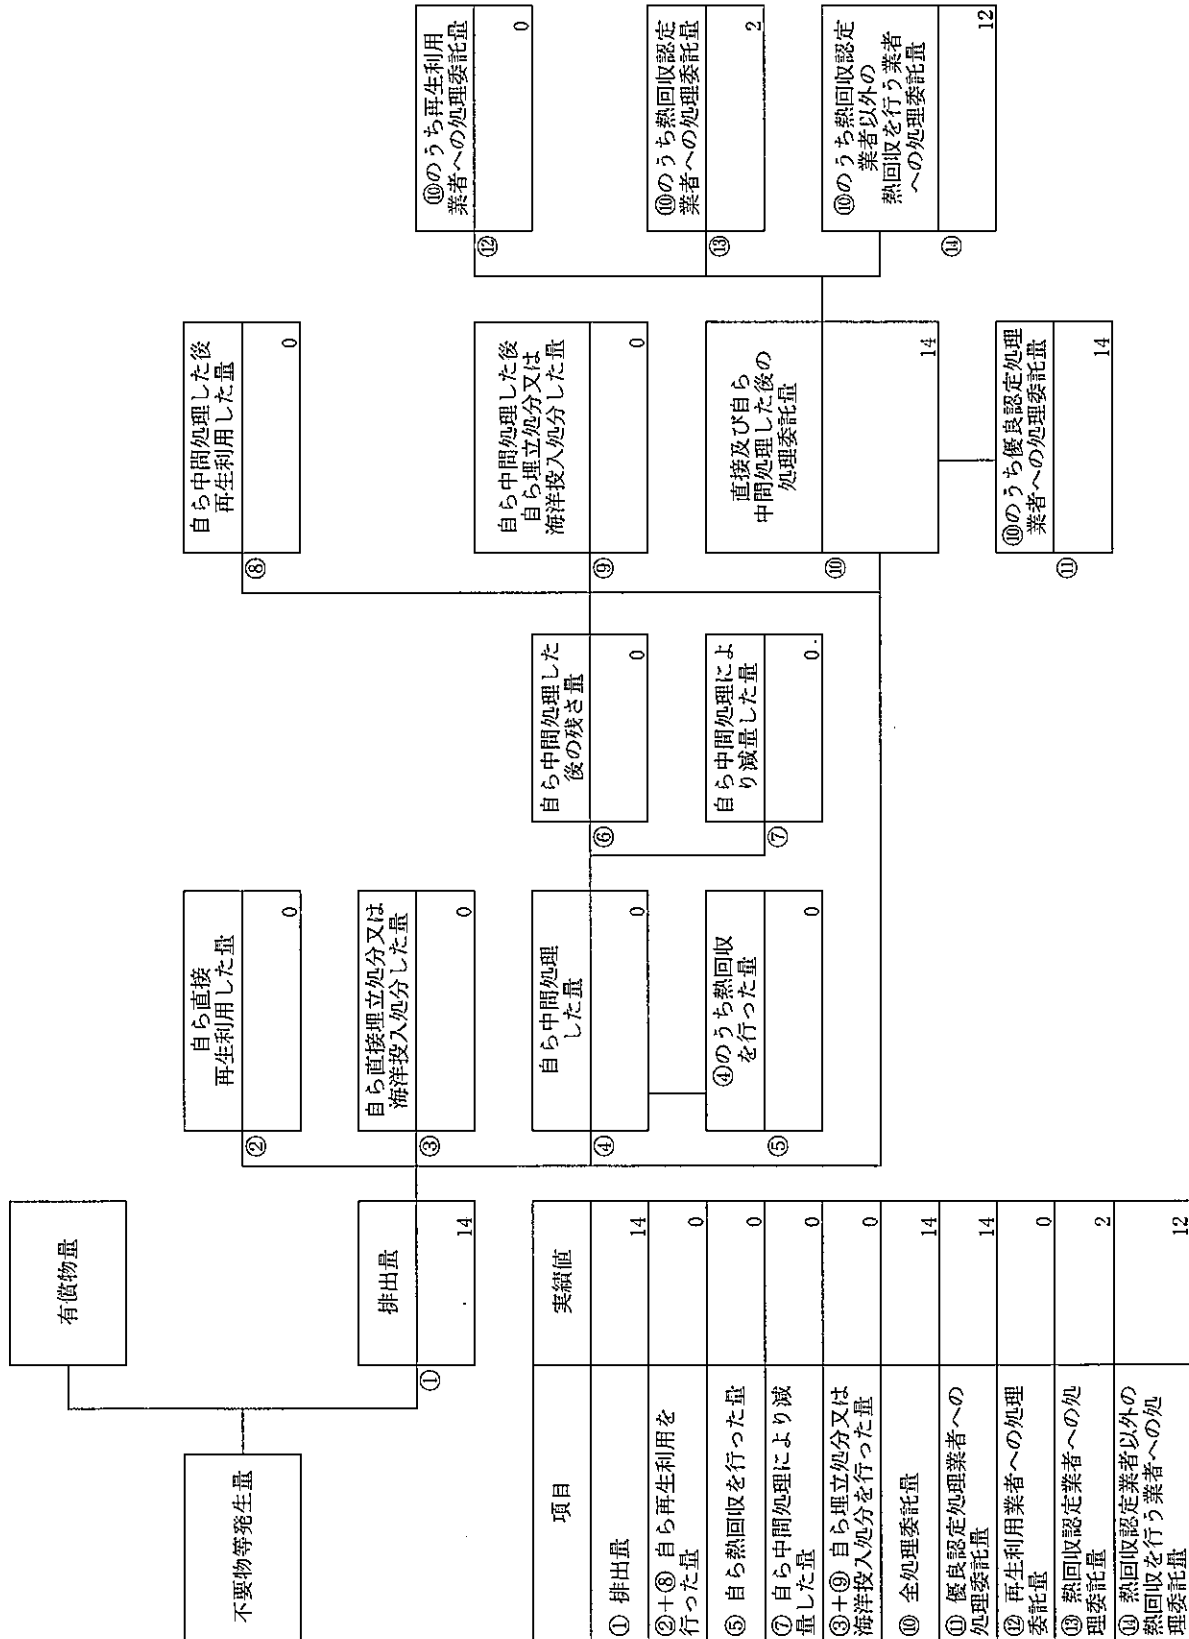 不要物等発生量
有償物量
① 排出量
14
② 自ら直接
再生利用した量
0
③ 自ら直接埋立処分又は
海洋投入処分した量
0
④ 自ら中間処理
した量
0
⑤ ④のうち熱回収
を行った量
0
⑥ 自ら中間処理した
後の残さ量
0
⑦ 自ら中間処理によ
り減量した量
0
⑧ 自ら中間処理した後
再生利用した量
0
⑨ 自ら中間処理した後
自ら埋立処分又は
海洋投入処分した量
0
⑩ 直接及び自ら
中間処理した後の
処理委託量
14
⑪ ⑩のうち優良認定処理
業者への処理委託量
14
⑫ ⑩のうち再生利用
業者への処理委託量
0
⑬ ⑩のうち熱回収認定
業者への処理委託量
2
⑭ ⑩のうち熱回収認定
業者以外の
熱回収を行う業者
への処理委託量
12
項目 実績値
① 排出量 14
②+⑧ 自ら再生利用を
行った量 0
⑤ 自ら熱回収を行った量 0
⑦ 自ら中間処理により減
量した量 0
③+⑨ 自ら埋立処分又は
海洋投入処分を行った量 0
⑩ 全処理委託量 14
⑪ 優良認定処理業者への
処理委託量 14
⑫ 再生利用業者への処理
委託量 0
⑬ 熱回収認定業者への処
理委託量 2
⑭ 熱回収認定業者以外の
熱回収を行う業者への処
理委託量 12